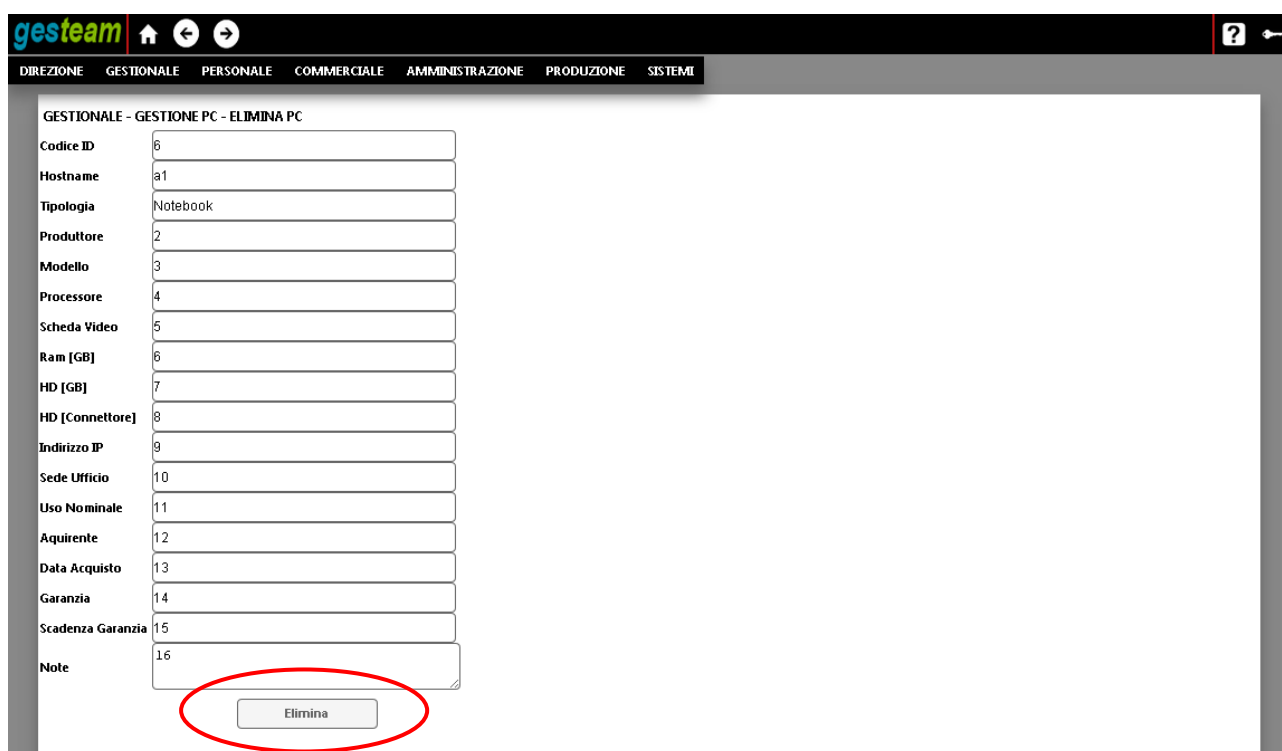 gesteam
DIREZIONE GESTIONALE PERSONALE COMMERCIALE AMMINISTRAZIONE PRODUZIONE SISTEMI
GESTIONALE - GESTIONE PC - ELIMINA PC
Codice ID 6
Hostname a1
Tipologia Notebook
Produttore 2
Modello 3
Processore 4
Scheda Video 5
Ram [GB] 6
HD [GB] 7
HD [Connettore] 8
Indirizzo IP 9
Sede Ufficio 10
Uso Nominale 11
Aquirente 12
Data Acquisto 13
Garanzia 14
Scadenza Garanzia 15
Note 16
Elimina